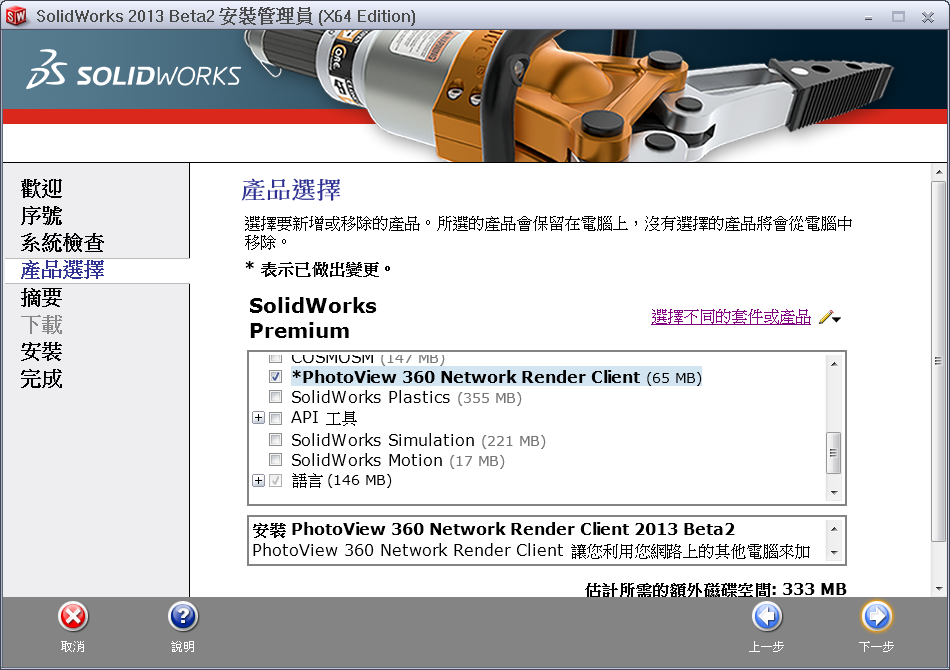 SolidWorks 2013 Beta2 安裝管理員 (X64 Edition)
SOLIDWORKS
歡迎
序號
系統檢查
產品選擇
摘要
下載
安裝
完成
產品選擇
選擇要新增或移除的產品。所選的產品會保留在電腦上，沒有選擇的產品將會從電腦中
移除。
* 表示已做出變更。
SolidWorks
Premium
選擇不同的套件或產品
COSMOSM (147 MB)
*PhotoView 360 Network Render Client (65 MB)
SolidWorks Plastics (355 MB)
API 工具
SolidWorks Simulation (221 MB)
SolidWorks Motion (17 MB)
語言 (146 MB)
安裝 PhotoView 360 Network Render Client 2013 Beta2
PhotoView 360 Network Render Client 讓您利用您網路上的其他電腦來加
估計所需的額外磁碟空間: 333 MB
取消
說明
上一步
下一步